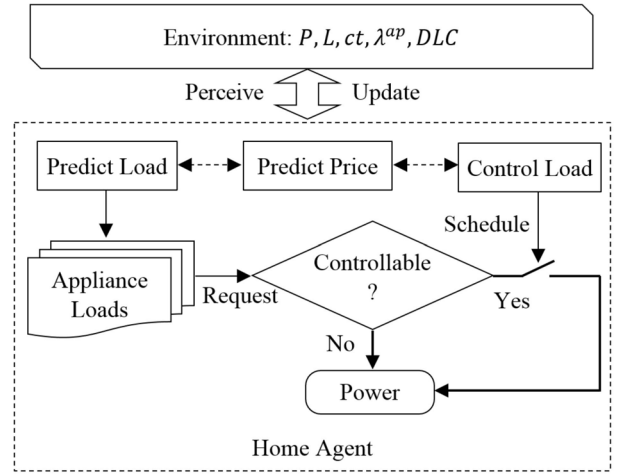 Environment: P, L, ct, λ^ap, DLC
Perceive Update
Predict Load Predict Price Control Load
Schedule
Appliance
Loads
Request
Controllable
?
Yes
No
Power
Home Agent